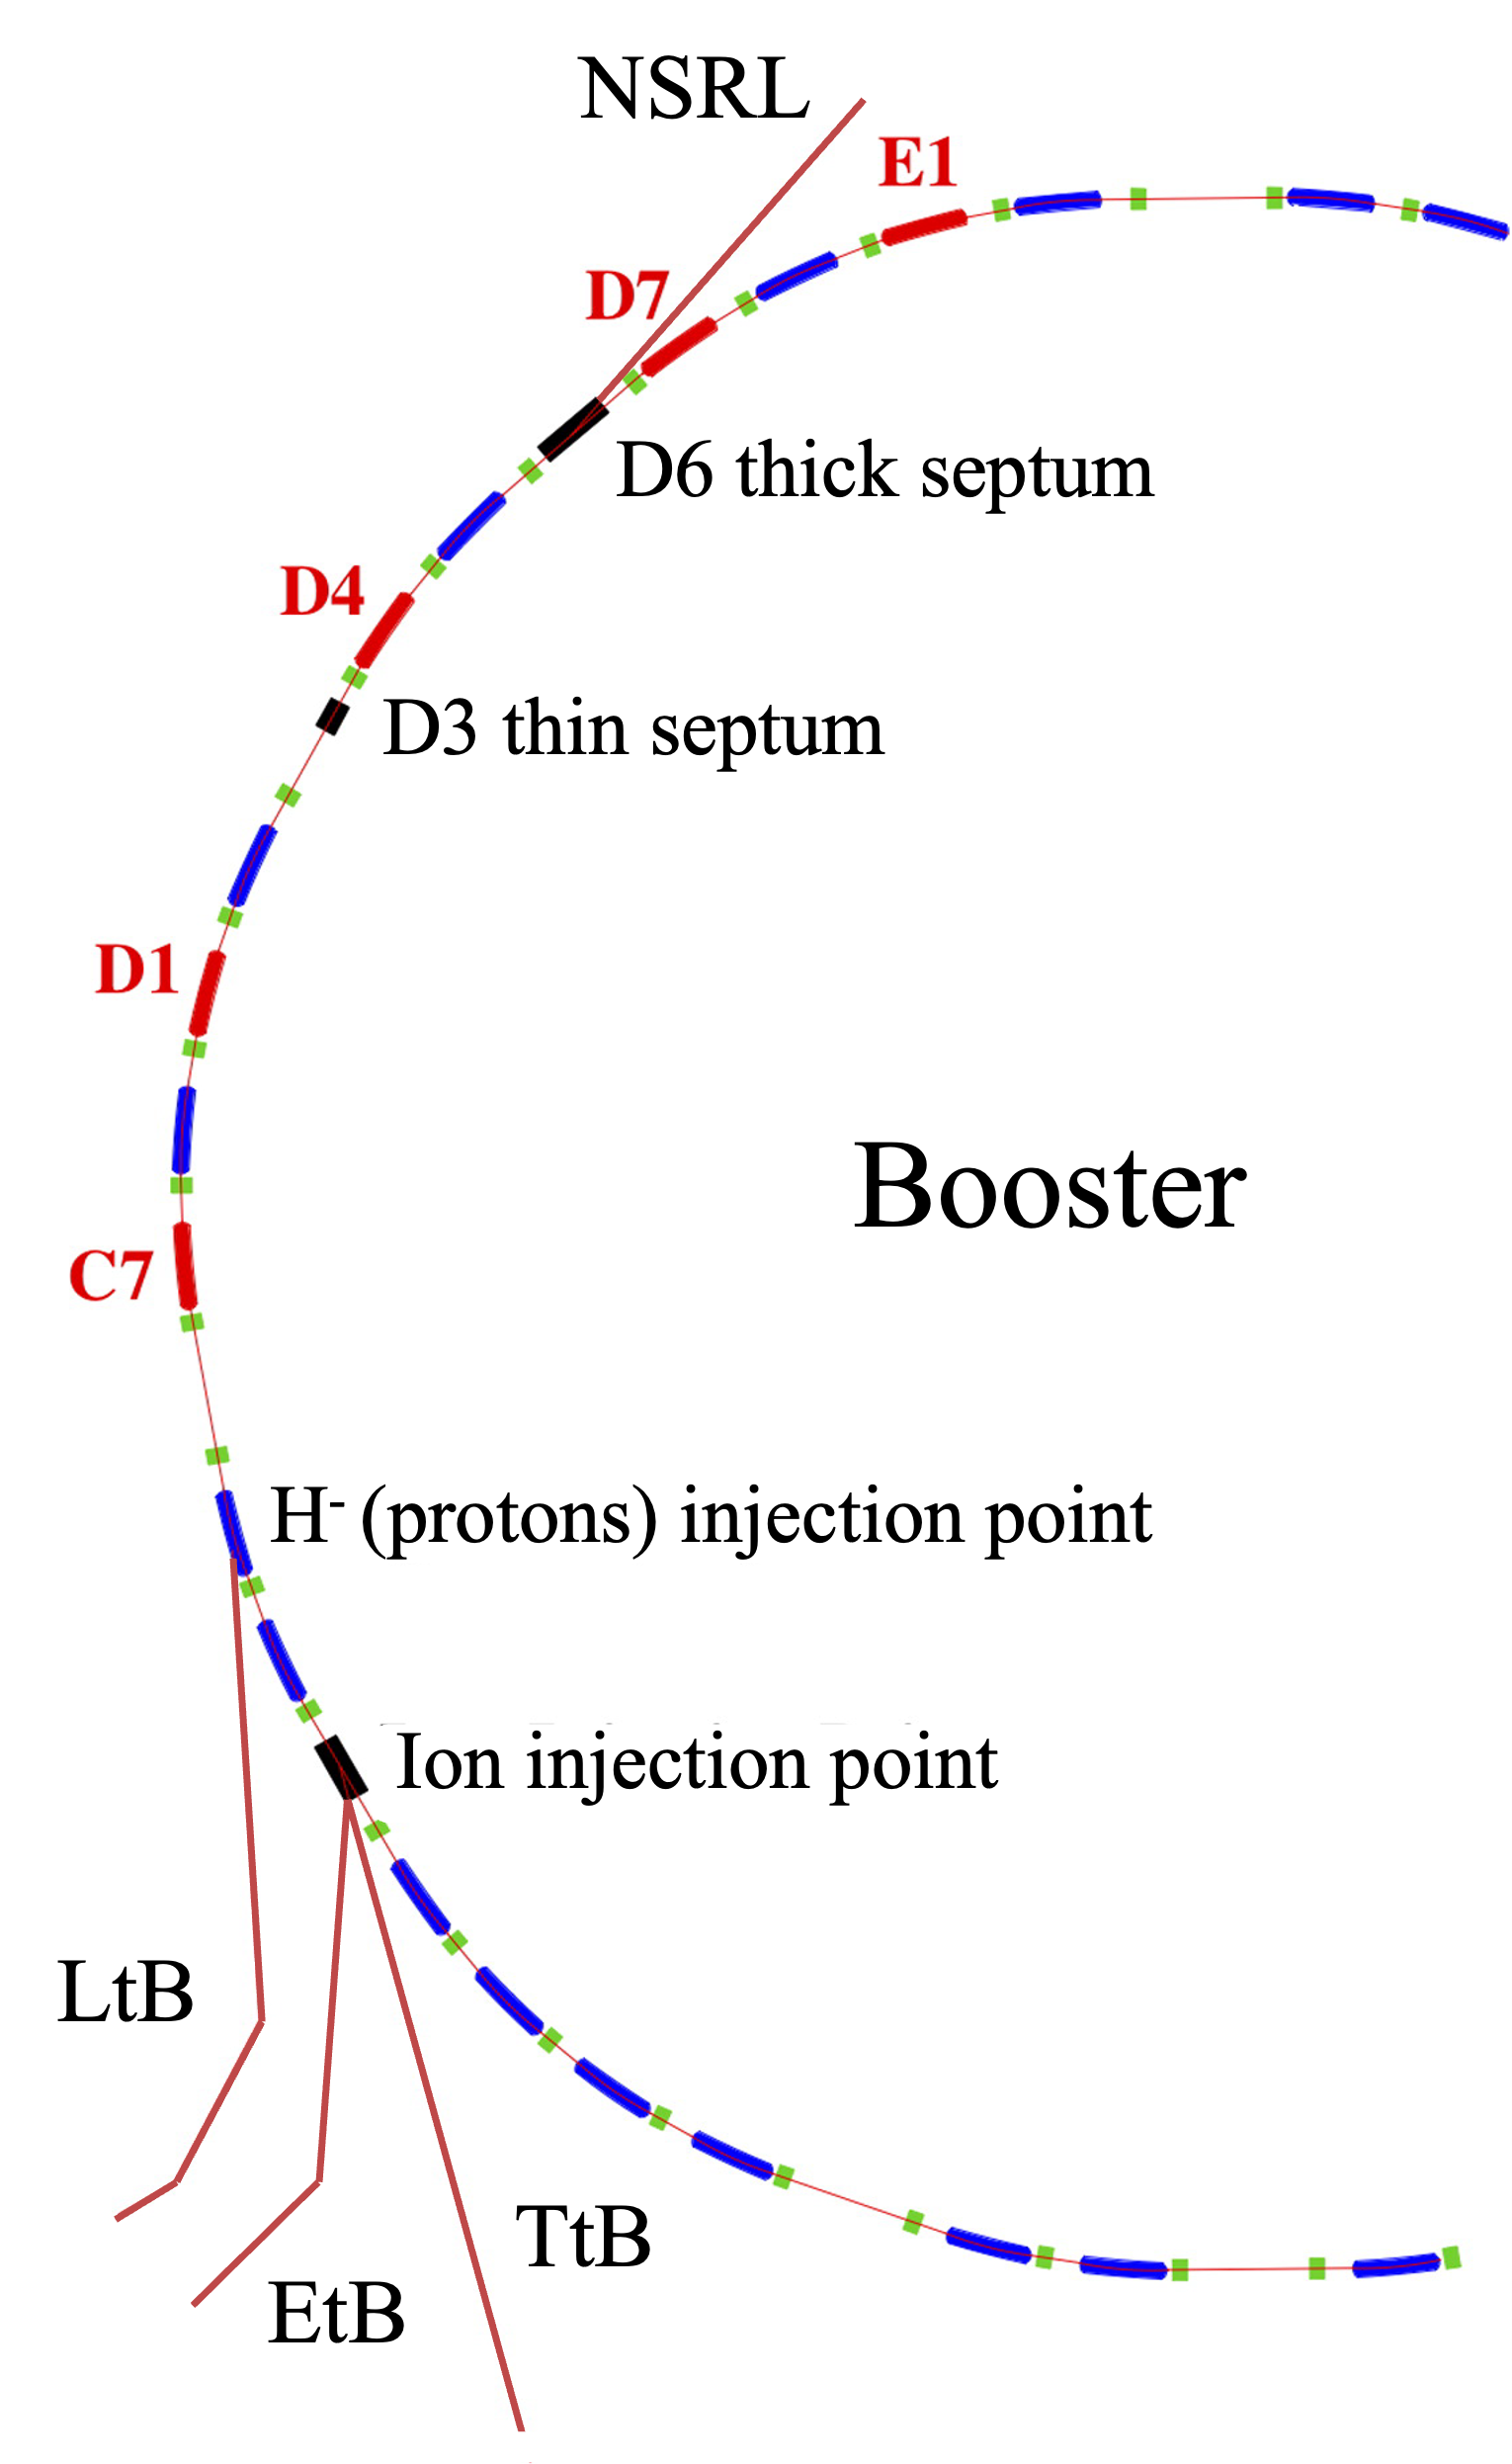 NSRL
E1
D7
D6 thick septum
D4
D3 thin septum
D1
Booster
C7
H- (protons) injection point
Ion injection point
LtB
TtB
EtB